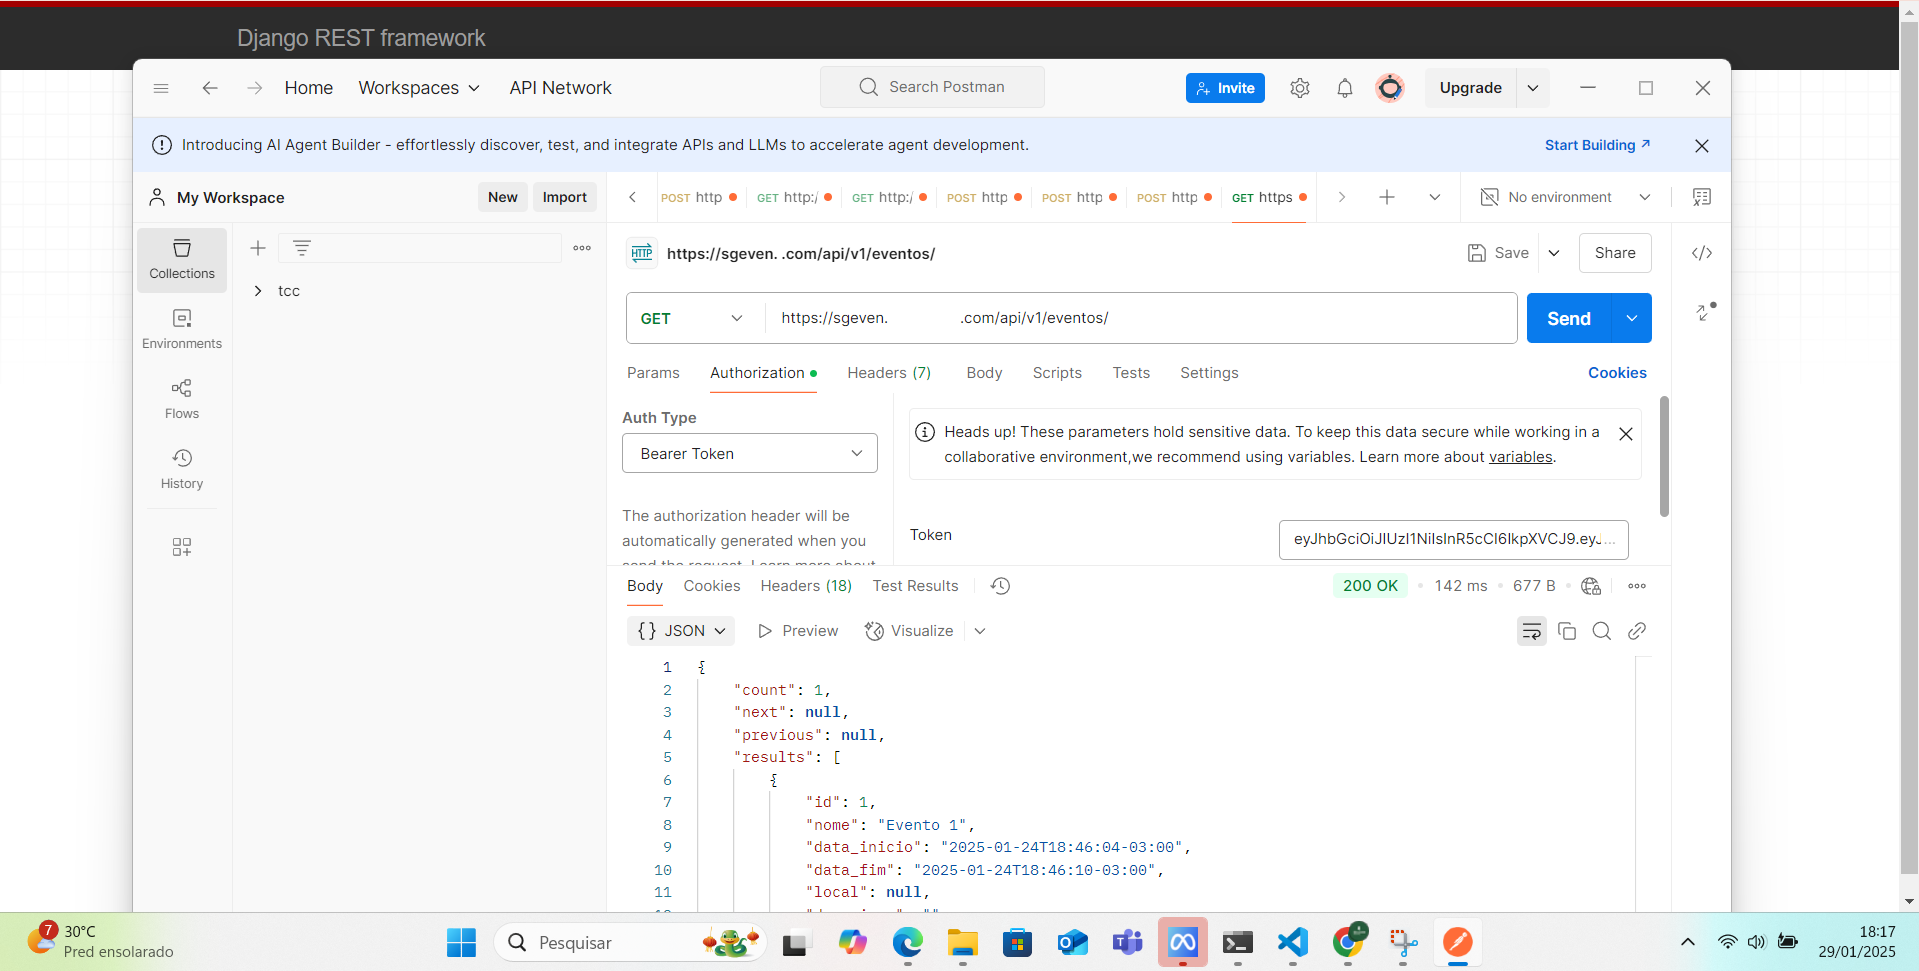 Django REST framework
Home Workspaces API Network Search Postman Invite Upgrade
Introducing AI Agent Builder - effortlessly discover, test, and integrate APIs and LLMs to accelerate agent development. Start Building
My Workspace New Import POST http GET http:/ GET http:/ POST http POST http POST http GET https No environment
Collections
Environments
Flows
History
tcc
HTTP https://sgeven. .com/api/v1/eventos/ Save Share
GET https://sgeven. .com/api/v1/eventos/ Send
Params Authorization Headers (7) Body Scripts Tests Settings Cookies
Auth Type
Bearer Token
Heads up! These parameters hold sensitive data. To keep this data secure while working in a
collaborative environment,we recommend using variables. Learn more about variables.
The authorization header will be
automatically generated when you
send the request. Learn more about
Token eyJhbGciOiJIUzI1NiIsInR5cCI6IkpXVCJ9.eyJ...
Body Cookies Headers (18) Test Results 200 OK 142 ms 677 B
{} JSON Preview Visualize
1 {
2 "count": 1,
3 "next": null,
4 "previous": null,
5 "results": [
6 {
7 "id": 1,
8 "nome": "Evento 1",
9 "data_inicio": "2025-01-24T18:46:04-03:00",
10 "data_fim": "2025-01-24T18:46:10-03:00",
11 "local": null,
7 30°C
Pred ensolarado
Pesquisar
18:17
29/01/2025